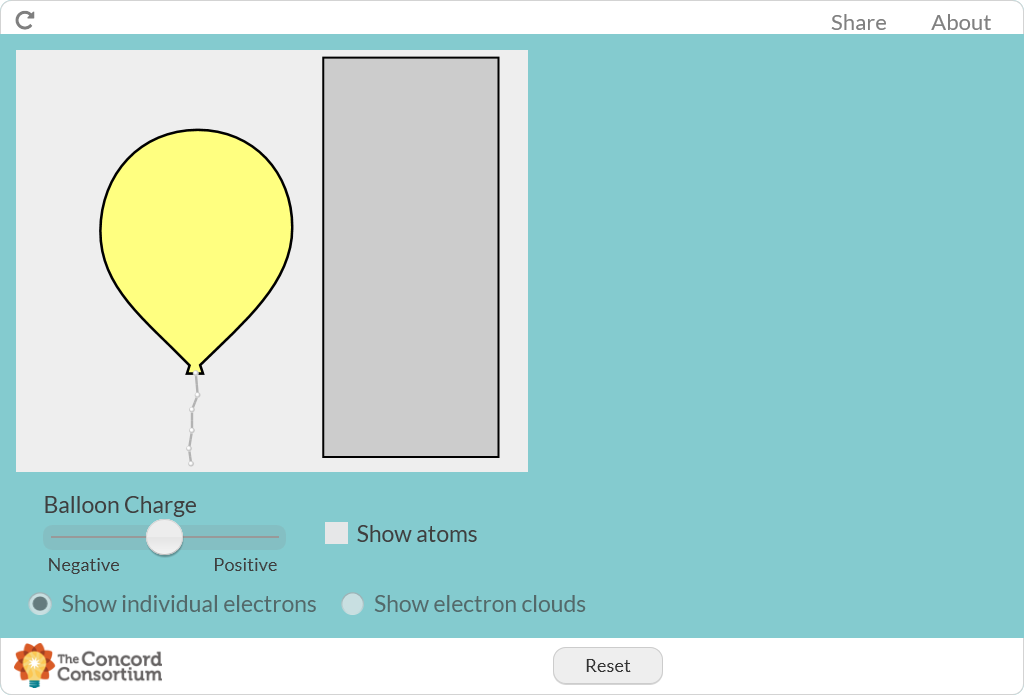 Share About
Balloon Charge
Show atoms
Negative Positive
Show individual electrons Show electron clouds
The Concord
Consortium
Reset